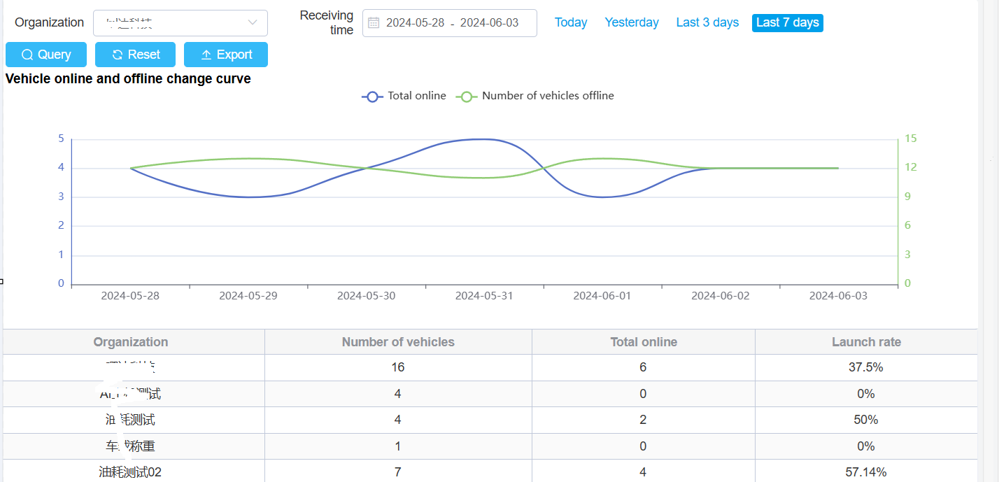 Organization
Receiving time
2024-05-28 - 2024-06-03
Today Yesterday Last 3 days Last 7 days
Query Reset Export
Vehicle online and offline change curve
Total online Number of vehicles offline
5 15
4 12
3 9
2 6
1 3
0 0
2024-05-28 2024-05-29 2024-05-30 2024-05-31 2024-06-01 2024-06-02 2024-06-03
Organization Number of vehicles Total online Launch rate
16 6 37.5%
测试 4 0 0%
油耗测试 4 2 50%
车载称重 1 0 0%
油耗测试02 7 4 57.14%